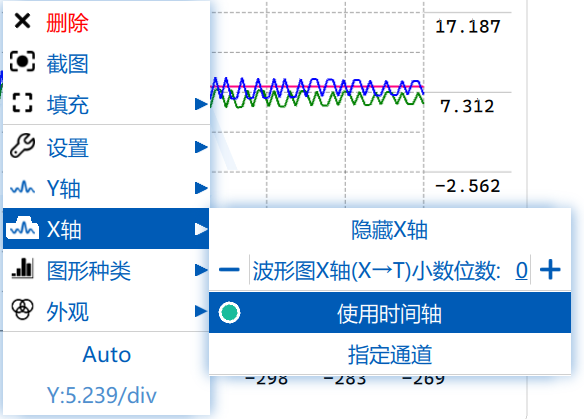 删除
截图
填充
设置
Y轴
X轴
图形种类
外观
Auto
Y:5.239/div
17.187
7.312
-2.562
隐藏X轴
波形图X轴(X→T)小数位数: 0
使用时间轴
指定通道
-298 -283 -269